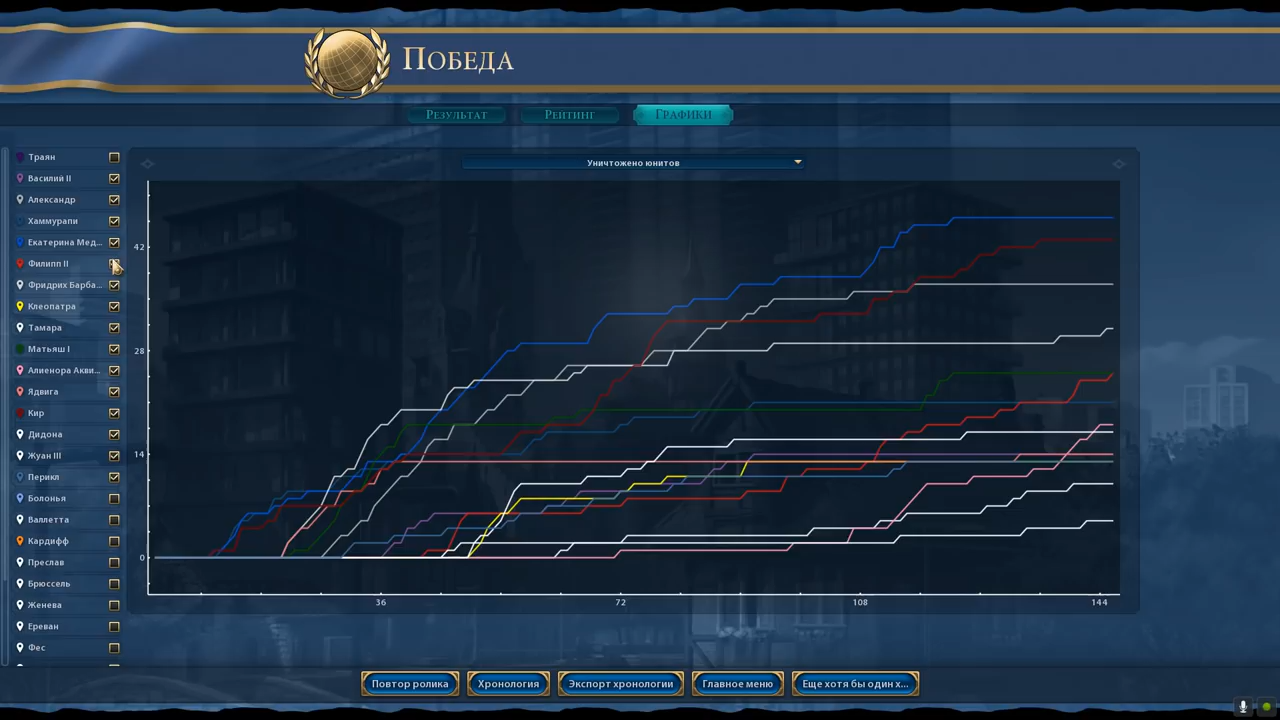 Победа
Результат
Рейтинг
Графики
Траян
Василий II
Александр
Хаммурапи
Екатерина Мед...
Филипп II
Фридрих Барба...
Клеопатра
Тамара
Матьяш I
Алиенора Акви...
Ядвига
Кир
Дидона
Жуан III
Перикл
Болонья
Валлетта
Кардифф
Преслав
Брюссель
Женева
Ереван
Фес
Уничтожено юнитов
42
28
14
0
36
72
108
144
Повтор ролика
Хронология
Экспорт хронологии
Главное меню
Еще хотя бы один х...